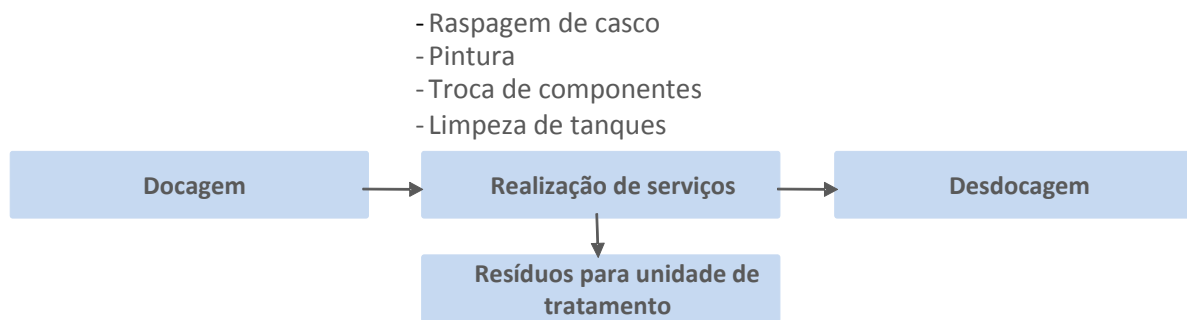 - Raspagem de casco
- Pintura
- Troca de componentes
- Limpeza de tanques
Docagem
Realização de serviços
Desdocagem
Resíduos para unidade de
tratamento